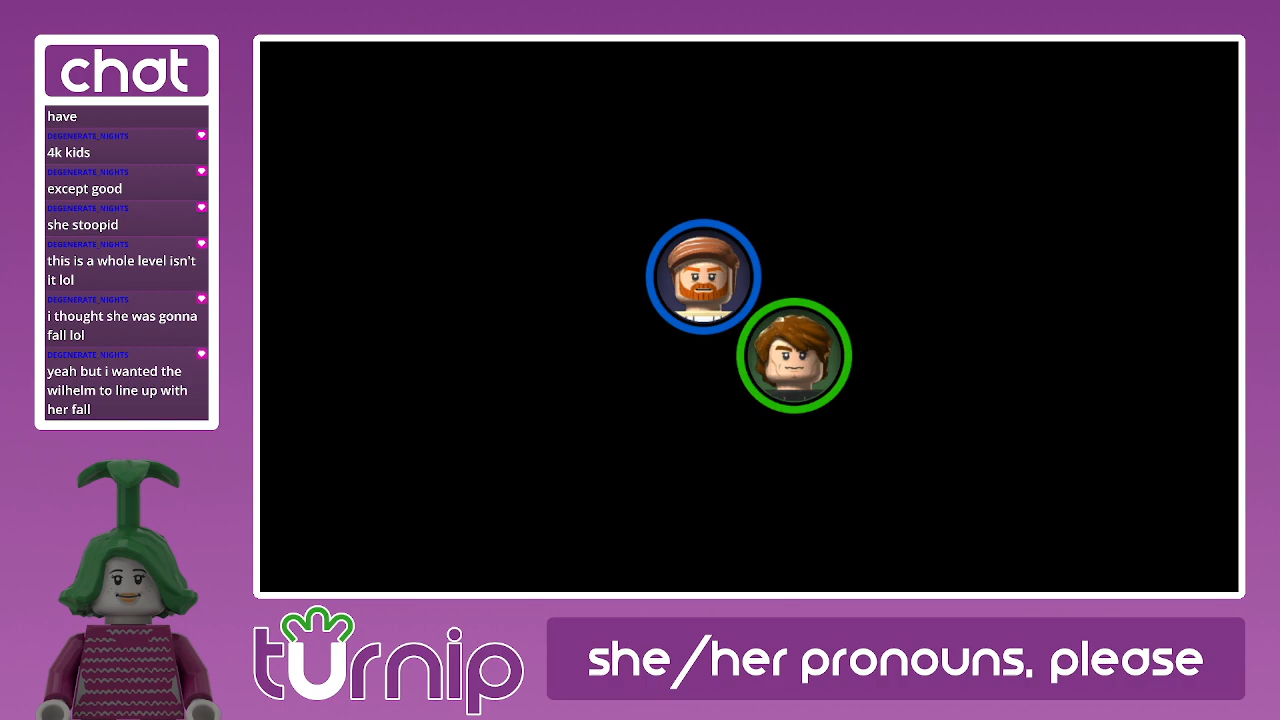 chat
have
DEGENERATE_NIGHTS
4k kids
DEGENERATE_NIGHTS
except good
DEGENERATE_NIGHTS
she stoopid
DEGENERATE_NIGHTS
this is a whole level isn't
it lol
DEGENERATE_NIGHTS
i thought she was gonna
fall lol
DEGENERATE_NIGHTS
yeah but i wanted the
wilhelm to line up with
her fall
turnip
she/her pronouns, please